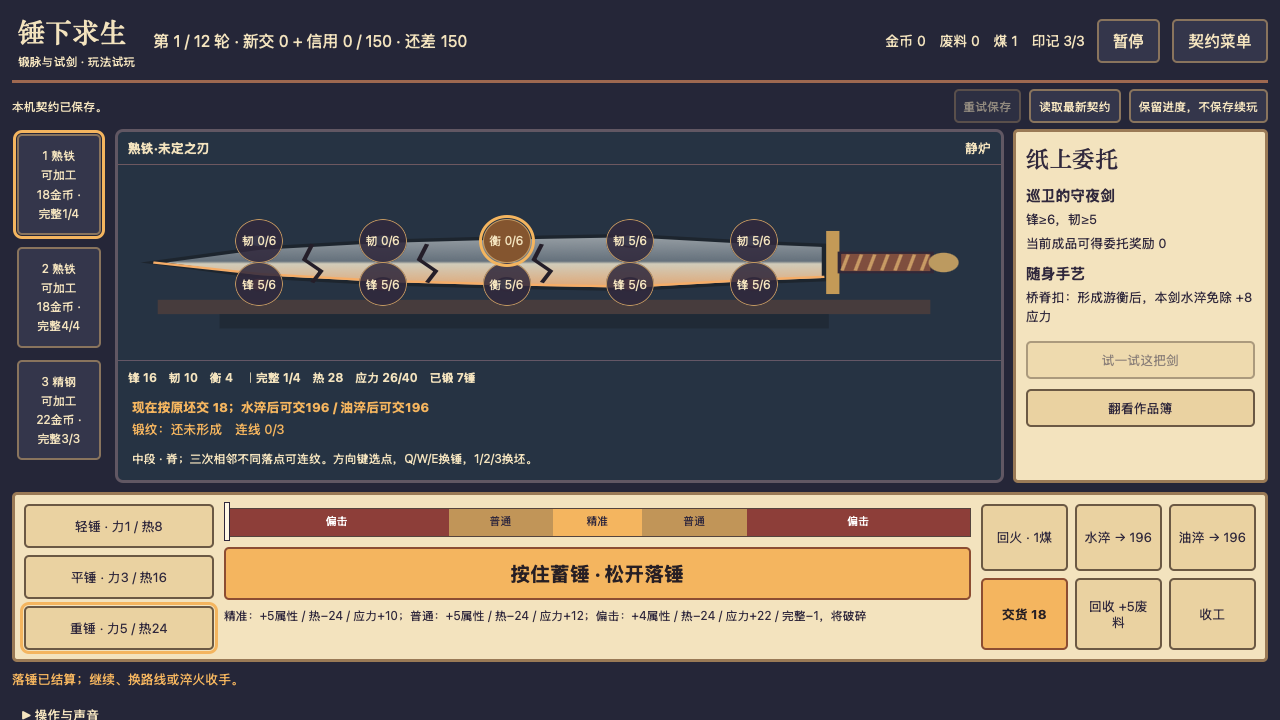 锤下求生
锻脉与试剑 · 玩法试玩
第 1 / 12 轮 · 新交 0 + 信用 0 / 150 · 还差 150
金币 0 废料 0 煤 1 印记 3/3
暂停
契约菜单
本机契约已保存。
重试保存
读取最新契约
保留进度，不保存续玩
1 熟铁
可加工
18金币 ·
完整1/4
2 熟铁
可加工
18金币 ·
完整4/4
3 精钢
可加工
22金币 ·
完整3/3
熟铁·未定之刃
静炉
韧 0/6
韧 0/6
衡 0/6
韧 5/6
韧 5/6
锋 5/6
锋 5/6
衡 5/6
锋 5/6
锋 5/6
锋 16 韧 10 衡 4 ｜完整 1/4 热 28 应力 26/40 已锻 7锤
现在按原坯交 18；水淬后可交196 / 油淬后可交196
锻纹：还未形成 连线 0/3
中段 · 脊；三次相邻不同落点可连纹。方向键选点，Q/W/E换锤，1/2/3换坯。
纸上委托
巡卫的守夜剑
锋≥6，韧≥5
当前成品可得委托奖励 0
随身手艺
桥脊扣：形成游衡后，本剑水淬免除 +8
应力
试一试这把剑
翻看作品簿
轻锤 · 力1 / 热8
平锤 · 力3 / 热16
重锤 · 力5 / 热24
偏击
普通
精准
普通
偏击
按住蓄锤 · 松开落锤
精准：+5属性 / 热−24 / 应力+10；普通：+5属性 / 热−24 / 应力+12；偏击：+4属性 / 热−24 / 应力+22 / 完整−1，将破碎
回火 · 1煤
水淬 → 196
油淬 → 196
交货 18
回收 +5废
料
收工
落锤已结算；继续、换路线或淬火收手。
▶ 操作与声音